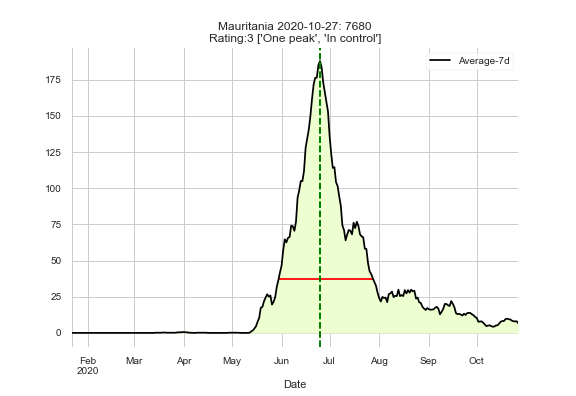 Mauritania 2020-10-27: 7680
Rating:3 ['One peak', 'In control']
Average-7d
175
150
125
100
75
50
25
0
Feb Mar Apr May Jun Jul Aug Sep Oct
2020
Date